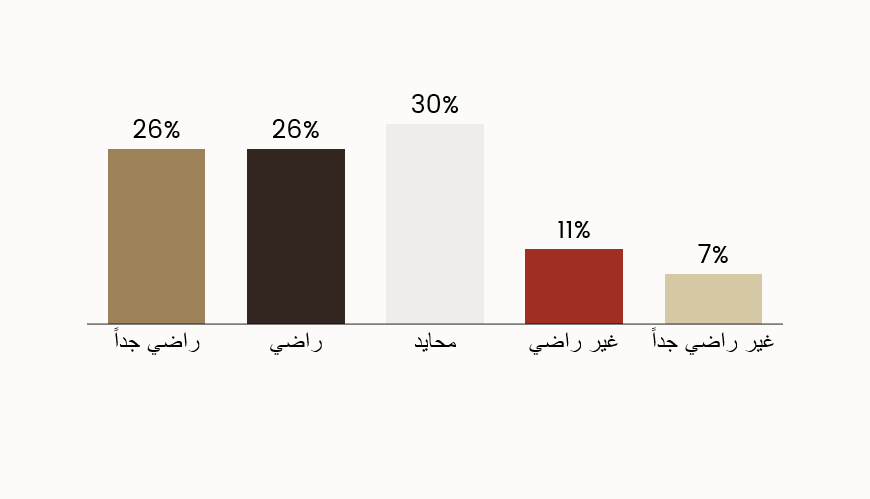 26%
26%
30%
11%
7%
راضي جداً
راضي
محايد
غير راضي
غير راضي جداً